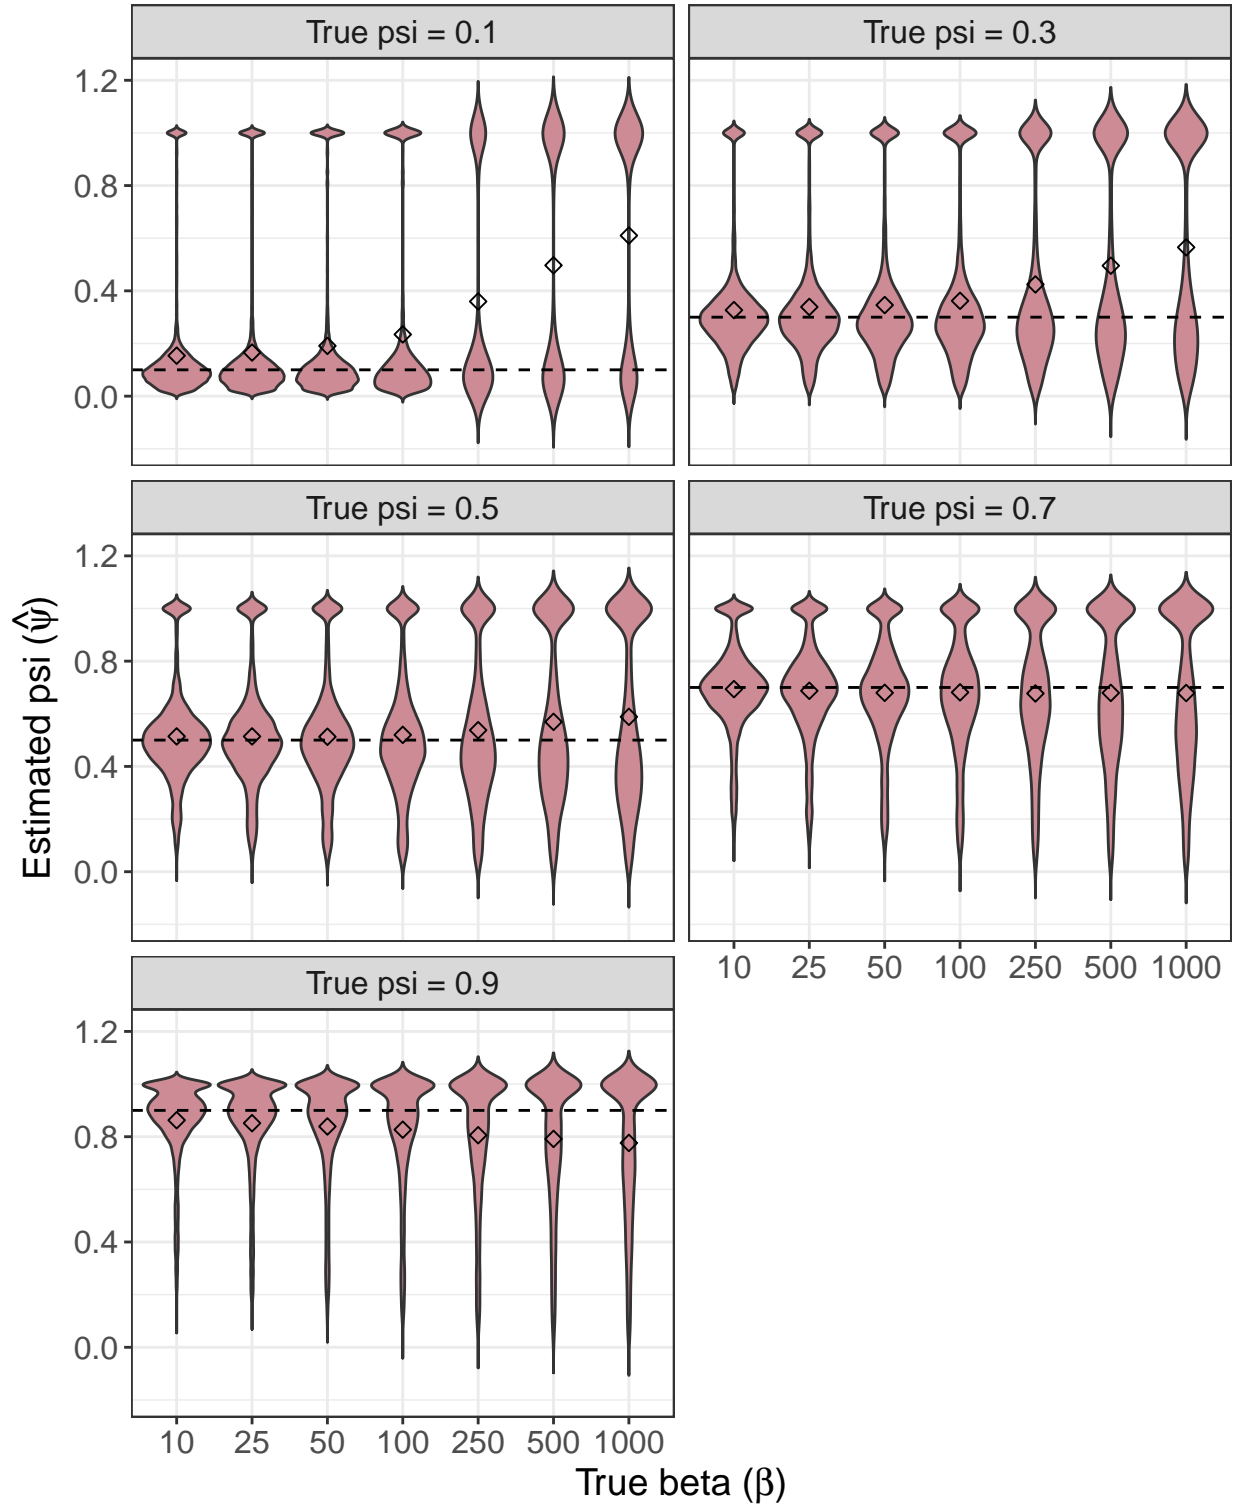 True psi = 0.1
True psi = 0.3
1.2
0.8
0.4
0.0
True psi = 0.5
True psi = 0.7
1.2
0.8
0.4
0.0
10 25 50 100 250 500 1000
True psi = 0.9
1.2
0.8
0.4
0.0
10 25 50 100 250 500 1000
Estimated psi (ψ̂)
True beta (β)